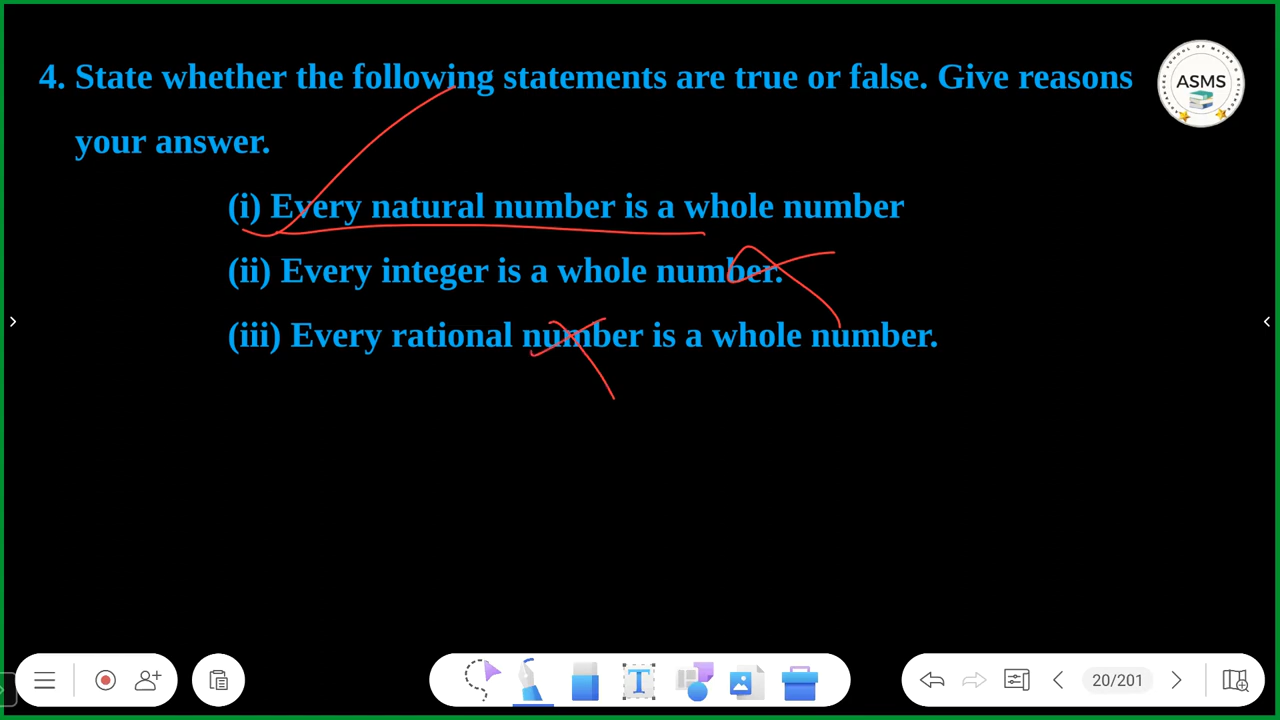 4. State whether the following statements are true or false. Give reasons
your answer.
(i) Every natural number is a whole number
(ii) Every integer is a whole number.
(iii) Every rational number is a whole number.
ASMS
T
20/201